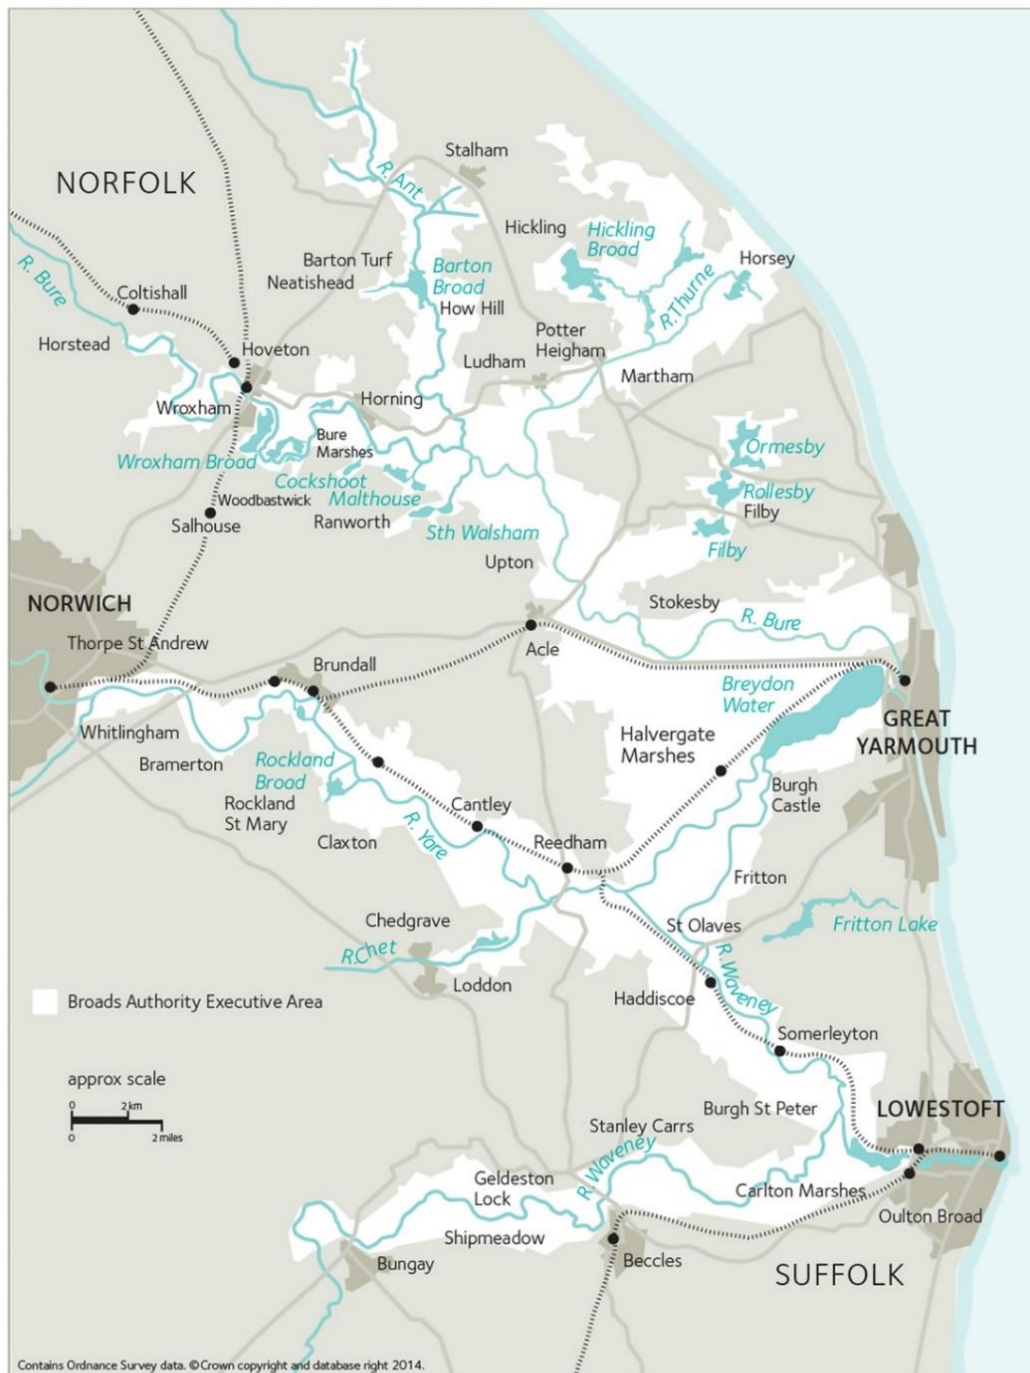 NORFOLK
Stalham
R. Ant
Hickling
Hickling
Broad
Horsey
Barton Turf
Neatishead
Barton
Broad
How Hill
R.Thurne
R. Bure
Coltishall
Horstead
Hoveton
Ludham
Potter
Heigham
Martham
Wroxham
Horning
Bure
Marshes
Wroxham Broad
Cockshoot
Malthouse
Woodbastwick
Ranworth
Salhouse
Sth Walsham
Ormesby
Rollesby
Filby
Filby
Upton
NORWICH
Thorpe St Andrew
Stokesby
R. Bure
Acle
Brundall
Breydon
Water
GREAT
YARMOUTH
Whitlingham
Bramerton
Halvergate
Marshes
Burgh
Castle
Rockland
Broad
Rockland
St Mary
Cantley
Claxton
R. Yare
Reedham
Fritton
Fritton Lake
Chedgrave
R.Chet
Loddon
St Olaves
R. Waveney
Haddiscoe
Somerleyton
Broads Authority Executive Area
approx scale
0 2 km
0 2 miles
Burgh St Peter
LOWESTOFT
Stanley Carrs
R. Waveney
Geldeston
Lock
Carlton Marshes
Oulton Broad
Shipmeadow
Bungay
Beccles
SUFFOLK
Contains Ordnance Survey data. ©Crown copyright and database right 2014.